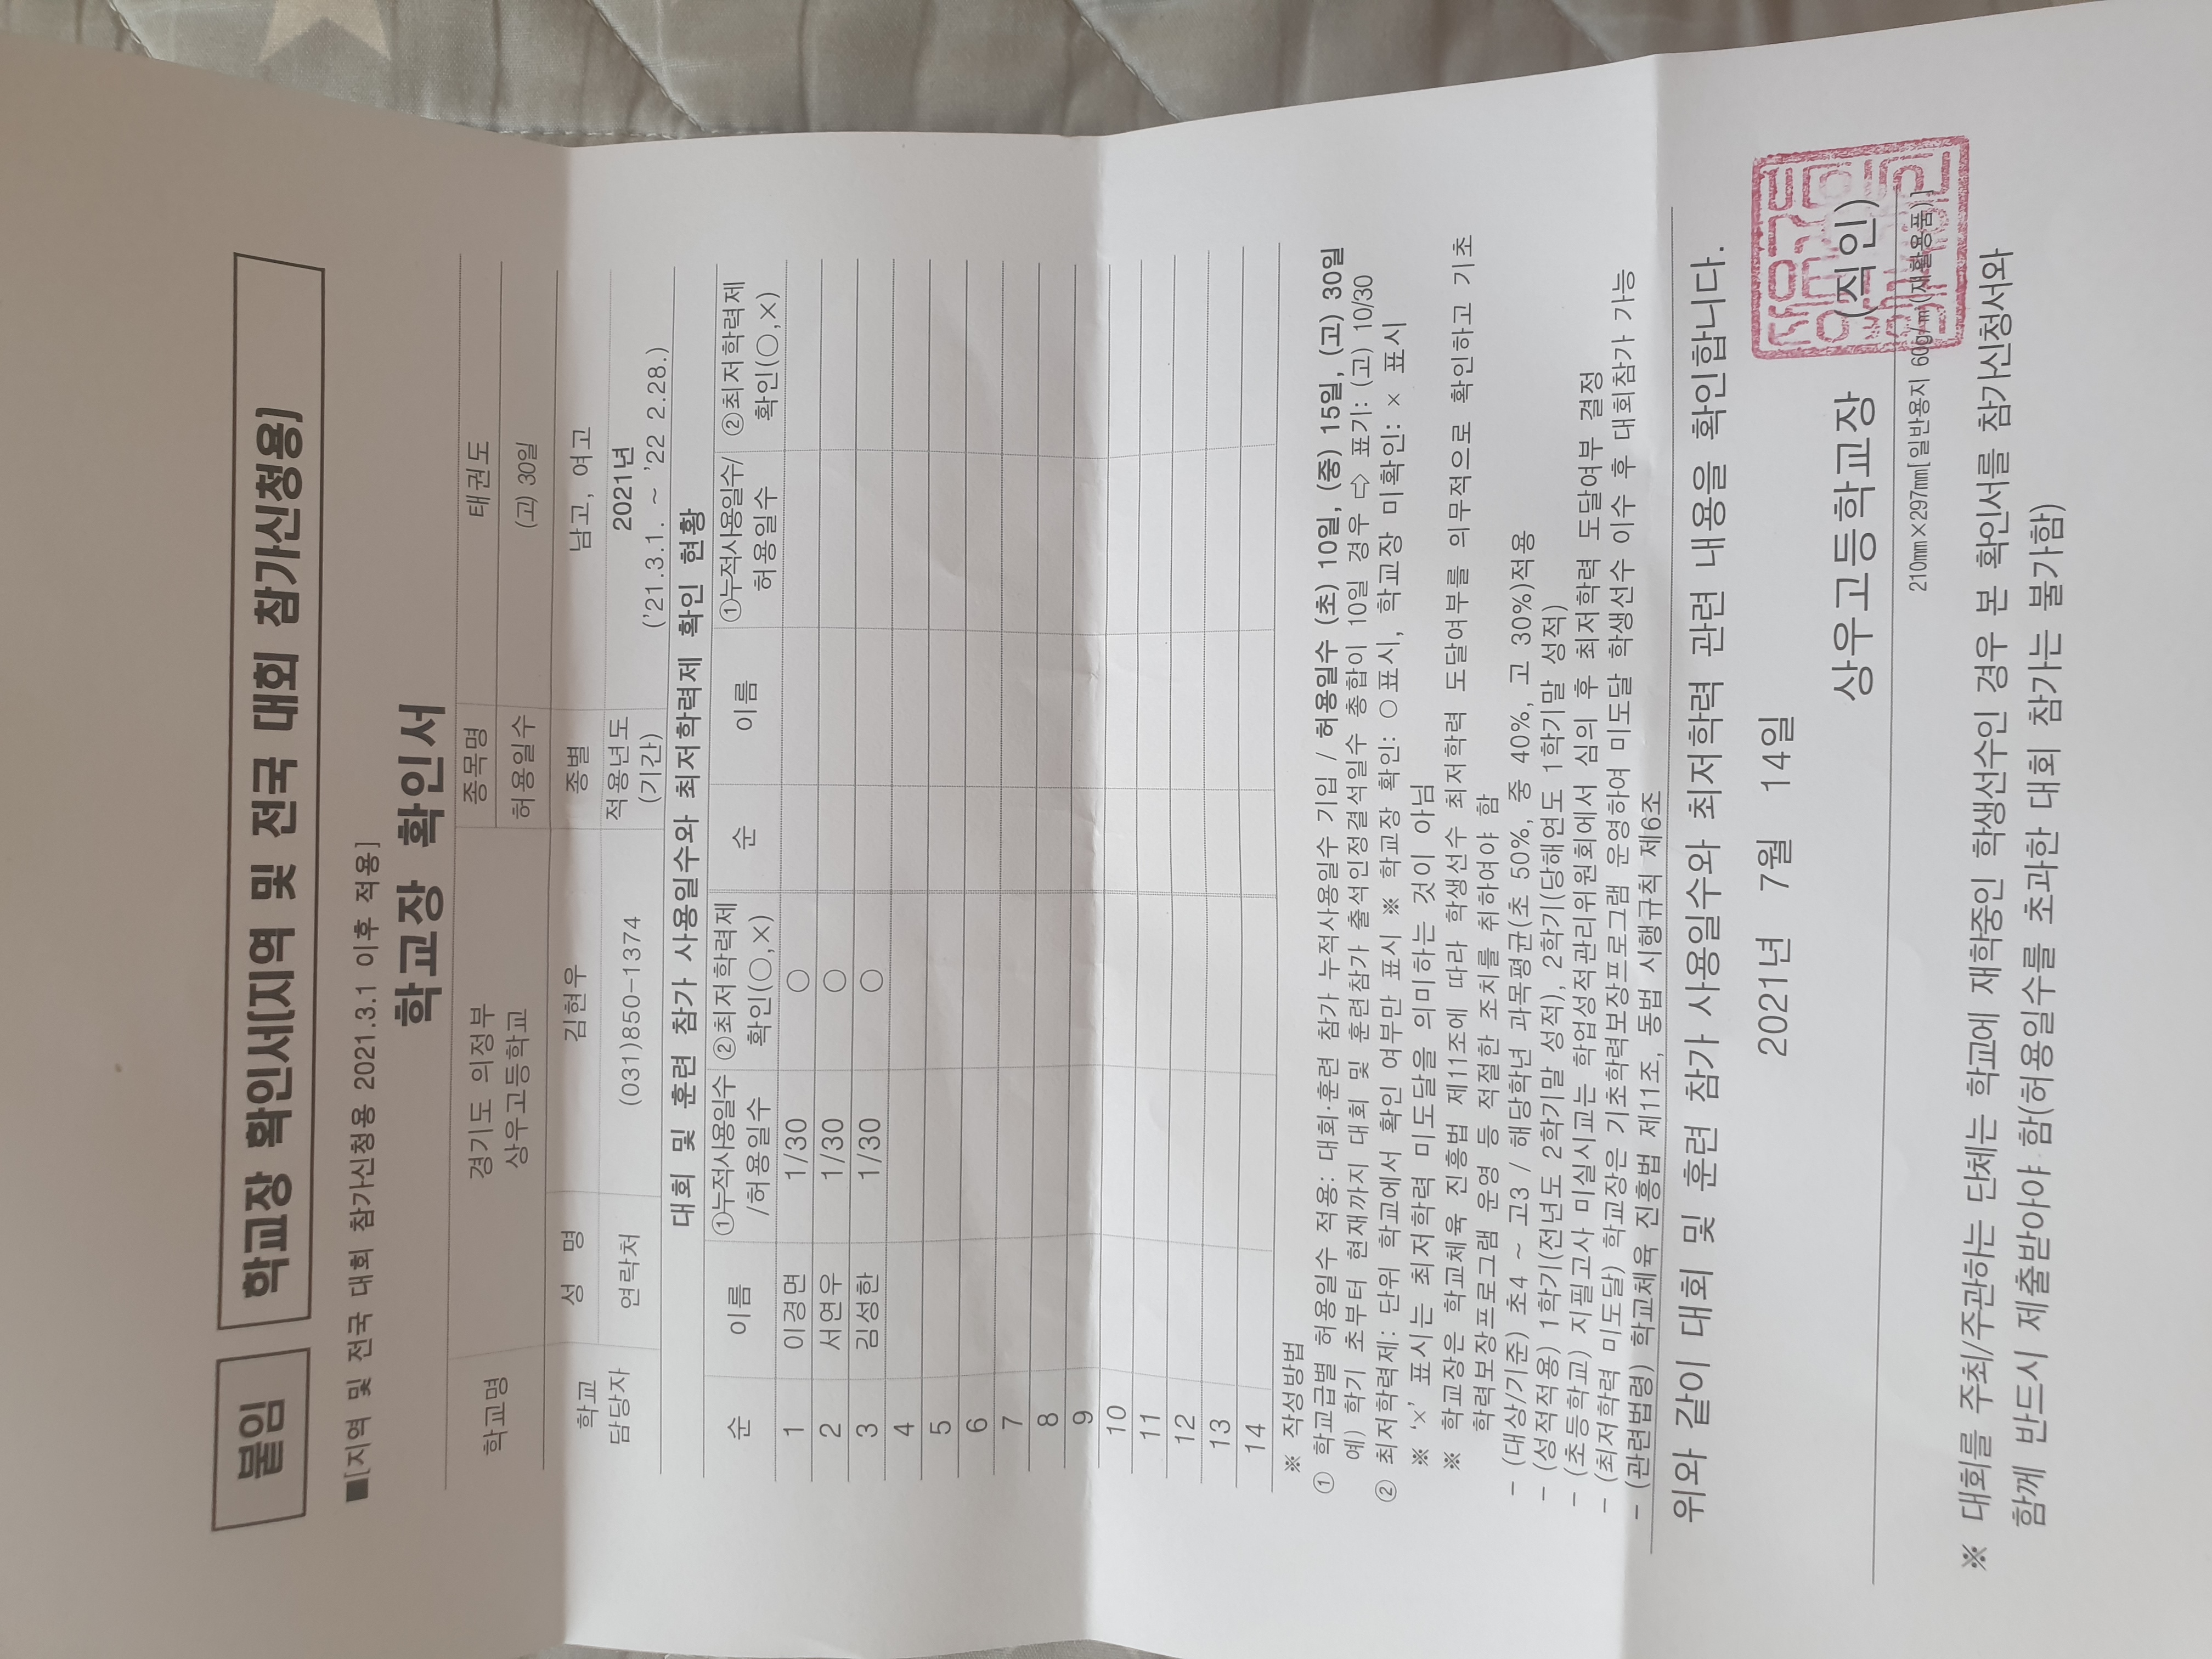 붙임
학교장 확인서[지역 및 전국 대회 참가신청용]
■[지역 및 전국 대회 참가신청용 2021.3.1 이후 적용]
학교장 확인서
학교명 경기도 의정부 상우고등학교 종목명 태권도
허용일수 (고) 30일
학교 담당자 성 명 김현우 종별 남고, 여고
연락처 (031)850-1374 적용년도 (기간) 2021년 ('21.3.1. ~ '22 2.28.)
대회 및 훈련 참가 사용일수와 최저학력제 확인 현황
순 이름 ①누적사용일수 /허용일수 ②최저학력제 확인(○,×) 순 이름 ①누적사용일수/ 허용일수 ②최저학력제 확인(○,×)
1 이경면 1/30 ○
2 서연우 1/30 ○
3 김성한 1/30 ○
4
5
6
7
8
9
10
11
12
13
14
※ 작성방법
① 학교급별 허용일수 적용: 대회·훈련 참가 누적사용일수 기입 / 허용일수 (초) 10일, (중) 15일, (고) 30일
예) 학기 초부터 현재까지 대회 및 훈련참가 출석인정결석일수 총합이 10일 경우 ⇨ 표기: (고) 10/30
② 최저학력제: 단위 학교에서 확인 여부만 표시 ※ 학교장 확인: ○표시, 학교장 미확인: × 표시
※ '×' 표시는 최저학력 미도달을 의미하는 것이 아님
※ 학교장은 학교체육 진흥법 제11조에 따라 학생선수 최저학력 도달여부를 의무적으로 확인하고 기초
학력보장프로그램 운영 등 적절한 조치를 취하여야 함
- (대상/기준) 초4 ~ 고3 / 해당학년 과목평균(초 50%, 중 40%, 고 30%)적용
- (성적적용) 1학기(전년도 2학기말 성적), 2학기(당해연도 1학기말 성적)
- (초등학교) 지필고사 미실시교는 학업성적관리위원회에서 심의 후 최저학력 도달여부 결정
- (최저학력 미도달) 학교장은 기초학력보장프로그램 운영하여 미도달 학생선수 이수 후 대회참가 가능
- (관련법령) 학교체육 진흥법 제11조, 동법 시행규칙 제6조
위와 같이 대회 및 훈련 참가 사용일수와 최저학력 관련 내용을 확인합니다.
2021년 7월 14일
상우고등학교장 (직인)
210mm×297mm[일반용지 60g/㎡(재활용품)]
※ 대회를 주최/주관하는 단체는 학교에 재학중인 학생선수인 경우 본 확인서를 참가신청서와
함께 반드시 제출받아야 함(허용일수를 초과한 대회 참가는 불가함)